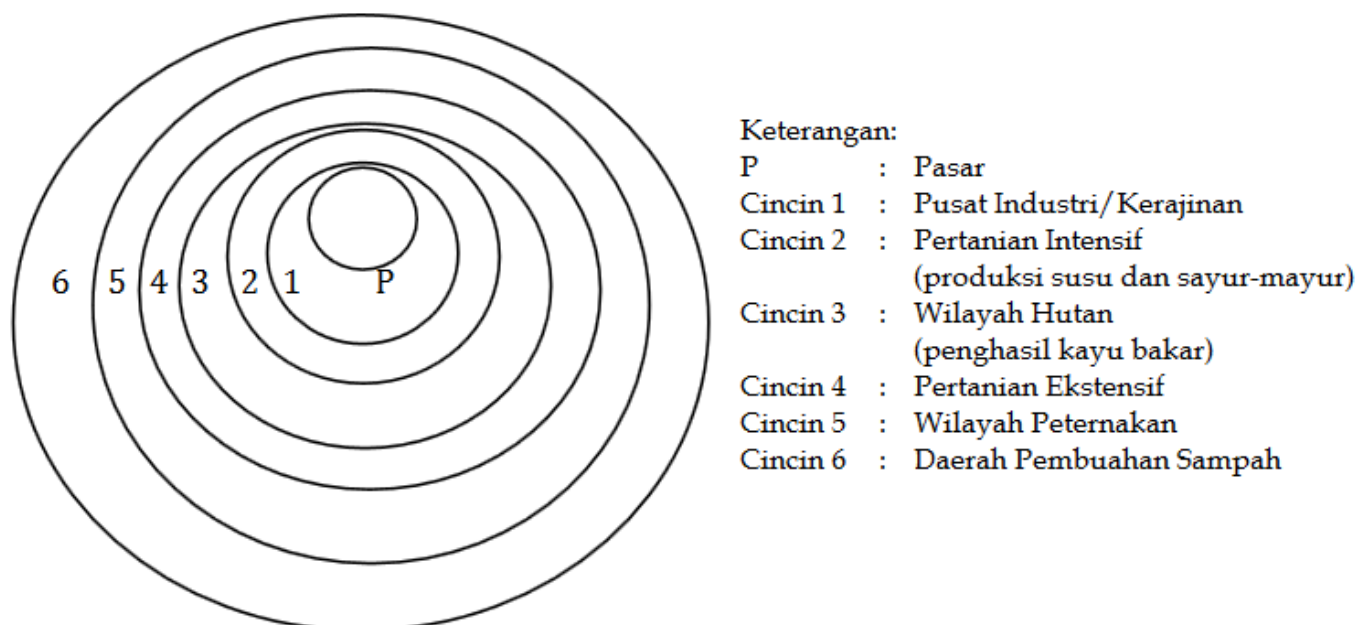 6 5 4 3 2 1 P
Keterangan:
P : Pasar
Cincin 1 : Pusat Industri/Kerajinan
Cincin 2 : Pertanian Intensif
(produksi susu dan sayur-mayur)
Cincin 3 : Wilayah Hutan
(penghasil kayu bakar)
Cincin 4 : Pertanian Ekstensif
Cincin 5 : Wilayah Peternakan
Cincin 6 : Daerah Pembuahan Sampah